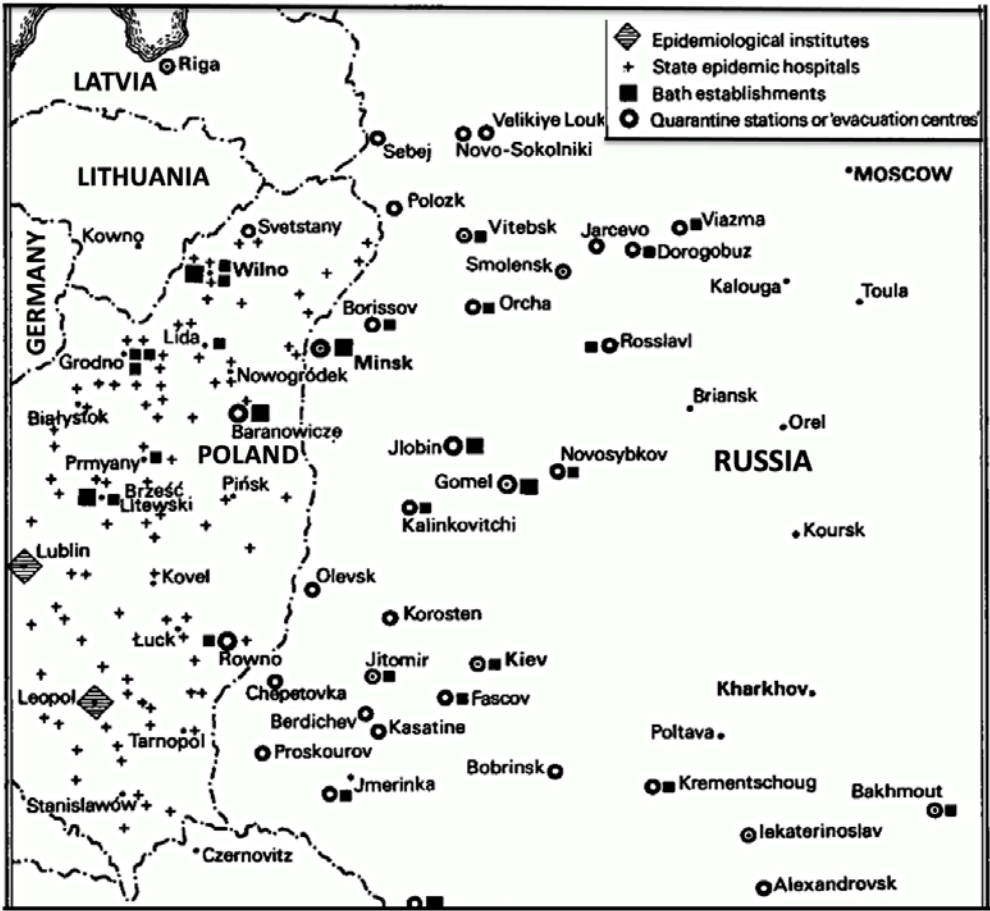 Epidemiological institutes
State epidemic hospitals
Bath establishments
Quarantine stations or 'evacuation centres'
Riga
LATVIA
Velikiye Louk
Sebej
Novo-Sokolniki
MOSCOW
LITHUANIA
Polozk
Kowno
Svetstany
Vitebsk
Jarcevo
Viazma
Dorogobuz
GERMANY
Wilno
Smolensk
Kalouga
Toula
Borissov
Orcha
Lida
Grodno
Minsk
Rosslavl
Nowogródek
Białystok
Briansk
Orel
Baranowicze
POLAND
Jlobin
Novosybkov
RUSSIA
Prmyany
Pińsk
Gomel
Brześć
Litewski
Kalinkovitchi
Koursk
Lublin
Kovel
Olevsk
Korosten
Łuck
Rowno
Jitomir
Kiev
Leopol
Chepetovka
Fascov
Kharkhov
Berdichev
Kasatine
Poltava
Tarnopol
Proskourov
Bobrinsk
Jmerinka
Krementschoug
Bakhmout
Stanisławów
Iekaterinoslav
Czernovitz
Alexandrovsk